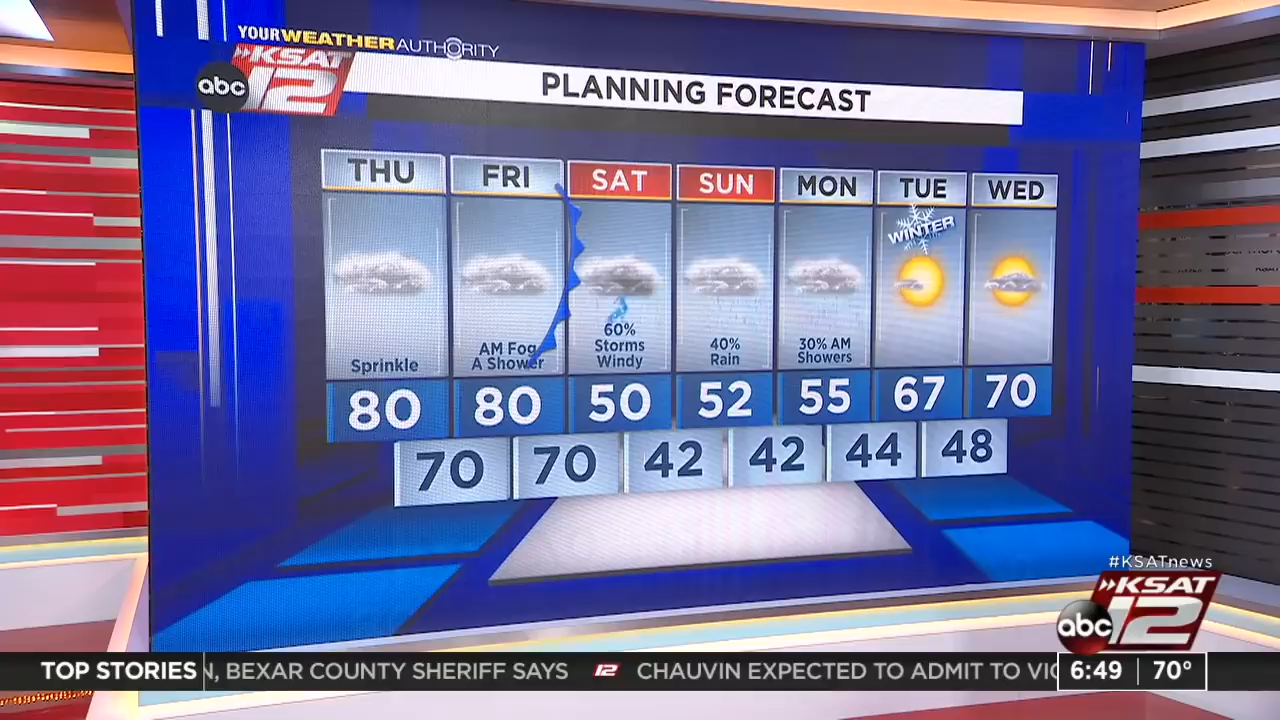 YOUR WEATHER AUTHORITY
KSAT
abc 12
PLANNING FORECAST
THU FRI SAT SUN MON TUE WED
WINTER
Sprinkle
AM Fog
A Shower
60%
Storms
Windy
40%
Rain
30% AM
Showers
80 80 50 52 55 67 70
70 70 42 42 44 48
#KSATnews
KSAT
abc 12
TOP STORIES
, BEXAR COUNTY SHERIFF SAYS 12 CHAUVIN EXPECTED TO ADMIT TO
6:49 70°